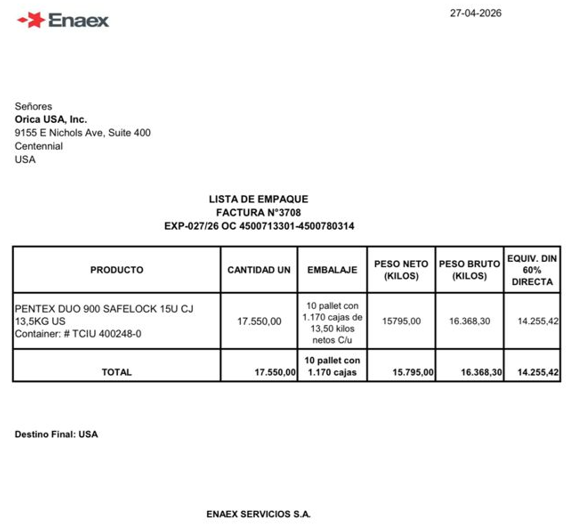 Enaex
27-04-2026
Señores
Orica USA, Inc.
9155 E Nichols Ave, Suite 400
Centennial
USA
LISTA DE EMPAQUE
FACTURA N°3708
EXP-027/26 OC 4500713301-4500780314
PRODUCTO CANTIDAD UN EMBALAJE PESO NETO (KILOS) PESO BRUTO (KILOS) EQUIV. DIN 60% DIRECTA
PENTEX DUO 900 SAFELOCK 15U CJ
13,5KG US
Container: # TCIU 400248-0
17.550,00
10 pallet con
1.170 cajas de
13,50 kilos
netos C/u
15795,00
16.368,30
14.255,42
TOTAL
17.550,00
10 pallet con
1.170 cajas
15.795,00
16.368,30
14.255,42
Destino Final: USA
ENAEX SERVICIOS S.A.